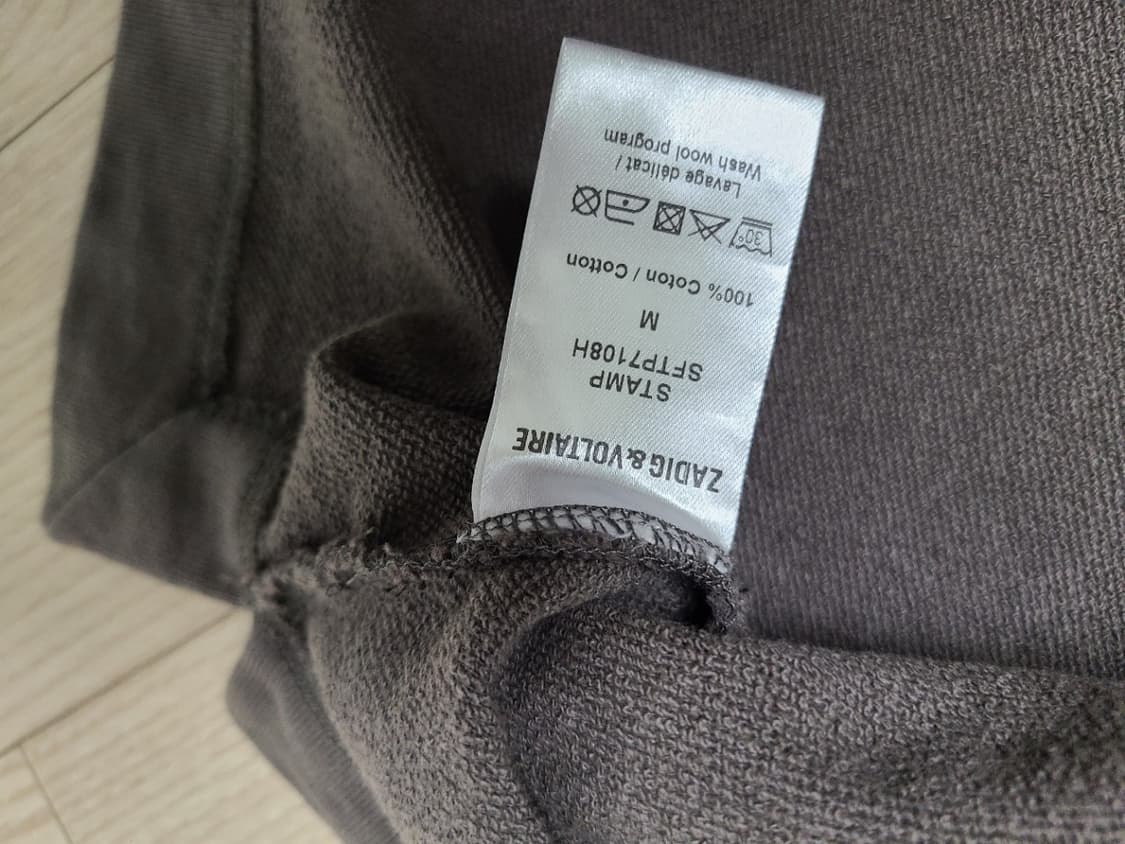 ZADIG&VOLTAIRE
STAMP
SFTP7108H
M
100% Coton / Cotton
30°
Lavage délicat /
Wash wool program